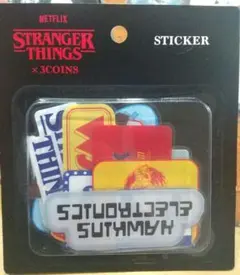 NETFLIX
STRANGER
THINGS
×3COINS
STICKER
HAWKINS
ELECTRONICS